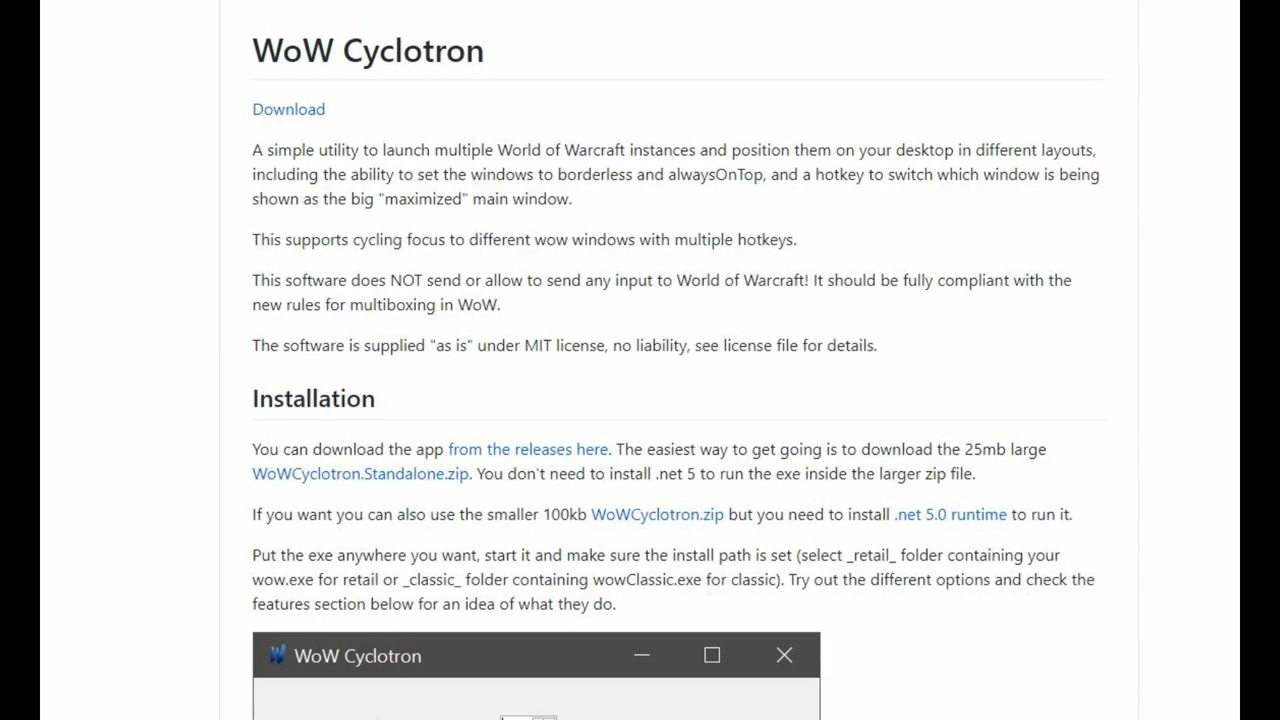 WoW Cyclotron
Download
A simple utility to launch multiple World of Warcraft instances and position them on your desktop in different layouts,
including the ability to set the windows to borderless and alwaysOnTop, and a hotkey to switch which window is being
shown as the big "maximized" main window.
This supports cycling focus to different wow windows with multiple hotkeys.
This software does NOT send or allow to send any input to World of Warcraft! It should be fully compliant with the
new rules for multiboxing in WoW.
The software is supplied "as is" under MIT license, no liability, see license file for details.
Installation
You can download the app from the releases here. The easiest way to get going is to download the 25mb large
WoWCyclotron.Standalone.zip. You don't need to install .net 5 to run the exe inside the larger zip file.
If you want you can also use the smaller 100kb WoWCyclotron.zip but you need to install .net 5.0 runtime to run it.
Put the exe anywhere you want, start it and make sure the install path is set (select _retail_ folder containing your
wow.exe for retail or _classic_ folder containing wowClassic.exe for classic). Try out the different options and check the
features section below for an idea of what they do.
WoW Cyclotron